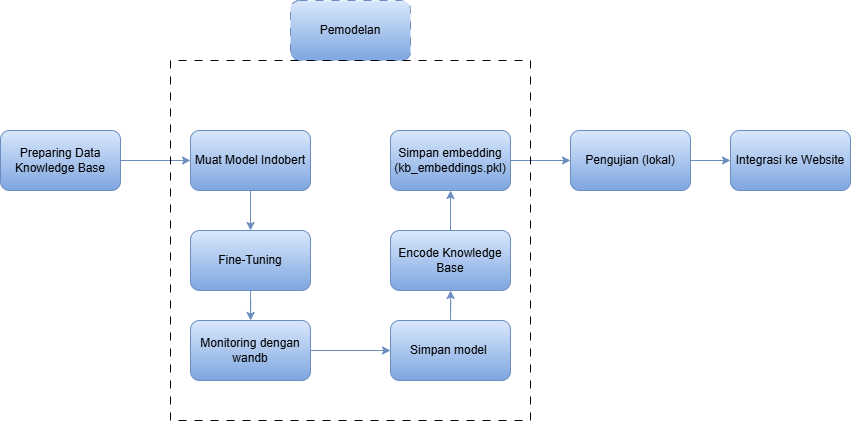 Pemodelan
Preparing Data
Knowledge Base
Muat Model Indobert
Fine-Tuning
Monitoring dengan
wandb
Simpan model
Encode Knowledge
Base
Simpan embedding
(kb_embeddings.pkl)
Pengujian (lokal)
Integrasi ke Website